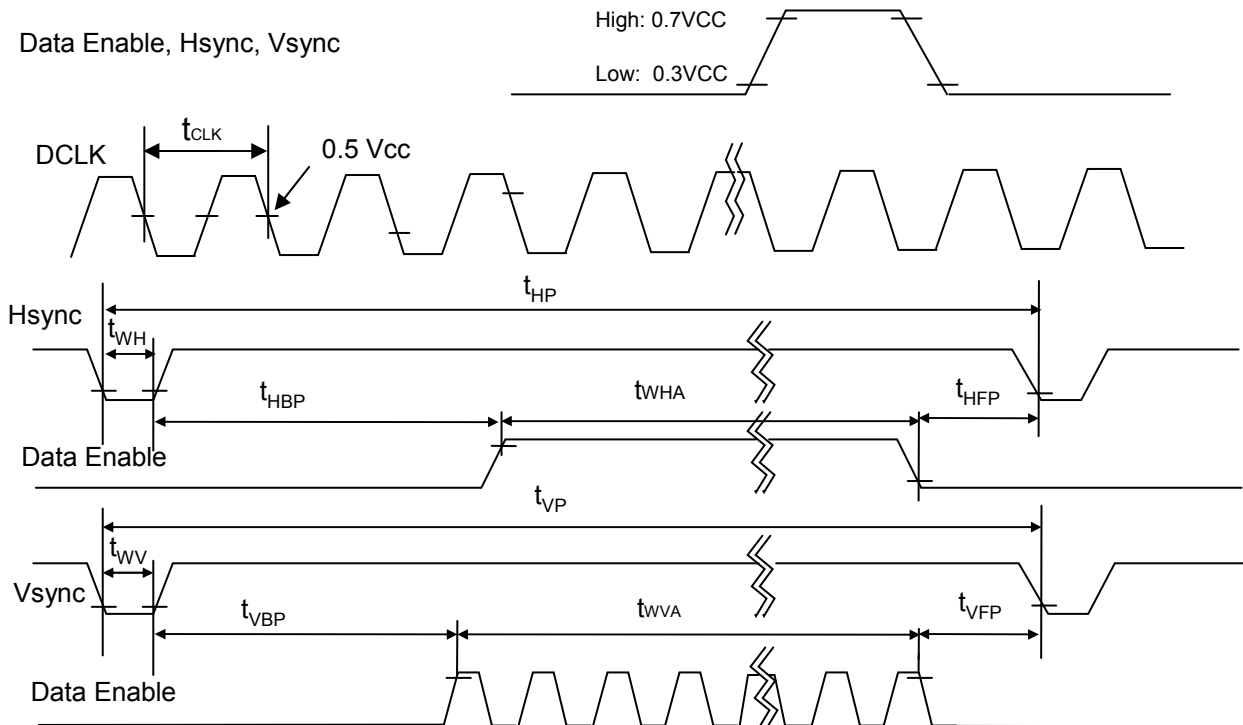 High: 0.7VCC
Data Enable, Hsync, Vsync
Low: 0.3VCC
tCLK
DCLK
0.5 Vcc
tHP
Hsync
tWH
tHBP
tWHA
tHFP
Data Enable
tVP
tWV
Vsync
tVBP
tWVA
tVFP
Data Enable